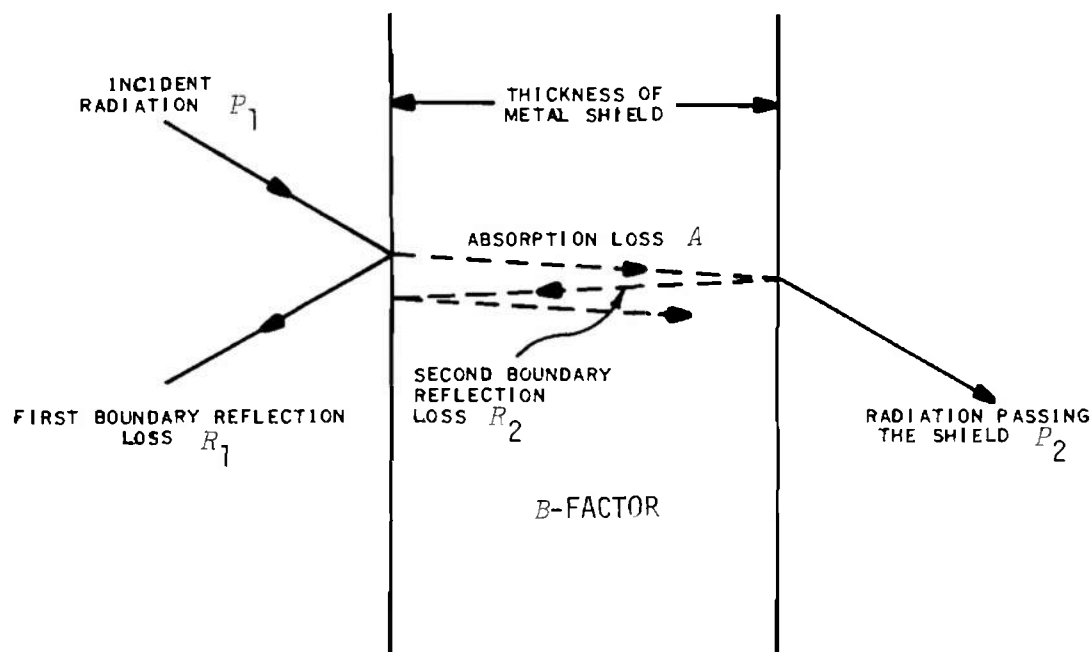 INCIDENT
RADIATION P1
THICKNESS OF
METAL SHIELD
ABSORPTION LOSS A
SECOND BOUNDARY
REFLECTION
LOSS R2
FIRST BOUNDARY REFLECTION
LOSS R1
RADIATION PASSING
THE SHIELD P2
B-FACTOR